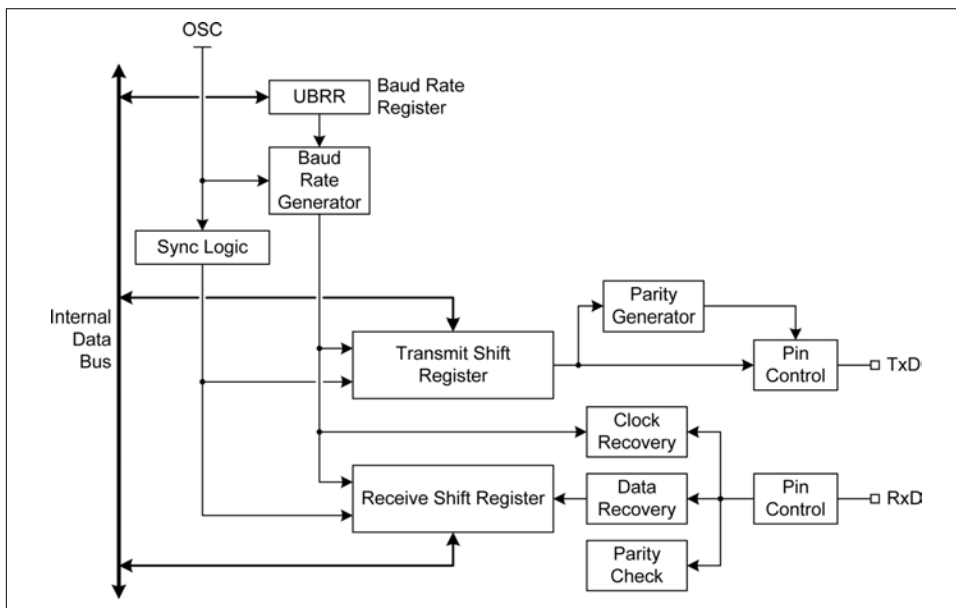 OSC
UBRR
Baud Rate
Register
Baud
Rate
Generator
Sync Logic
Internal
Data
Bus
Parity
Generator
Transmit Shift
Register
Pin
Control
TxD
Clock
Recovery
Receive Shift Register
Data
Recovery
Pin
Control
RxD
Parity
Check